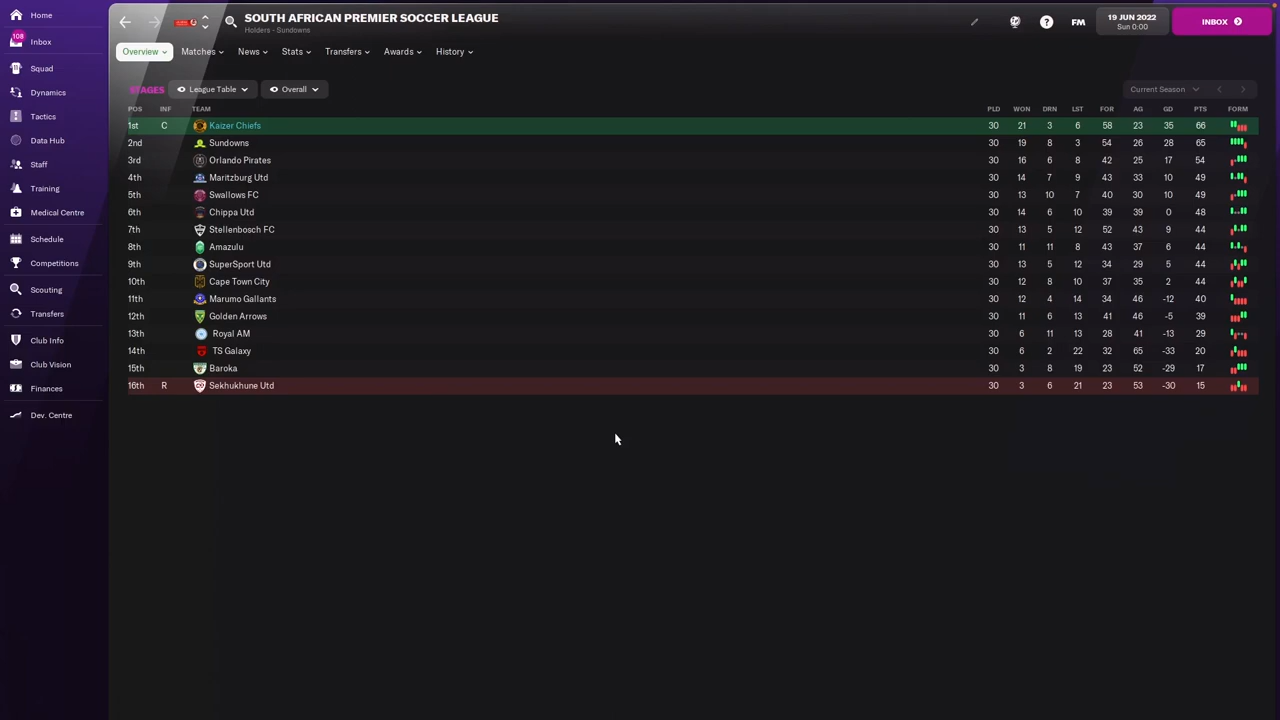 SOUTH AFRICAN PREMIER SOCCER LEAGUE
Holders - Sundowns
FM
19 JUN 2022
Sun 0:00
INBOX
Home
108
Inbox
Squad
Dynamics
Tactics
Data Hub
Staff
Training
Medical Centre
Schedule
Competitions
Scouting
Transfers
Club Info
Club Vision
Finances
Dev. Centre
Overview Matches News Stats Transfers Awards History
STAGES League Table Overall Current Season
POS INF TEAM PLD WON DRN LST FOR AG GD PTS FORM
1st C Kaizer Chiefs 30 21 3 6 58 23 35 66
2nd Sundowns 30 19 8 3 54 26 28 65
3rd Orlando Pirates 30 16 6 8 42 25 17 54
4th Maritzburg Utd 30 14 7 9 43 33 10 49
5th Swallows FC 30 13 10 7 40 30 10 49
6th Chippa Utd 30 14 6 10 39 39 0 48
7th Stellenbosch FC 30 13 5 12 52 43 9 44
8th Amazulu 30 11 11 8 43 37 6 44
9th SuperSport Utd 30 13 5 12 34 29 5 44
10th Cape Town City 30 12 8 10 37 35 2 44
11th Marumo Gallants 30 12 4 14 34 46 -12 40
12th Golden Arrows 30 11 6 13 41 46 -5 39
13th Royal AM 30 6 11 13 28 41 -13 29
14th TS Galaxy 30 6 2 22 32 65 -33 20
15th Baroka 30 3 8 19 23 52 -29 17
16th R Sekhukhune Utd 30 3 6 21 23 53 -30 15